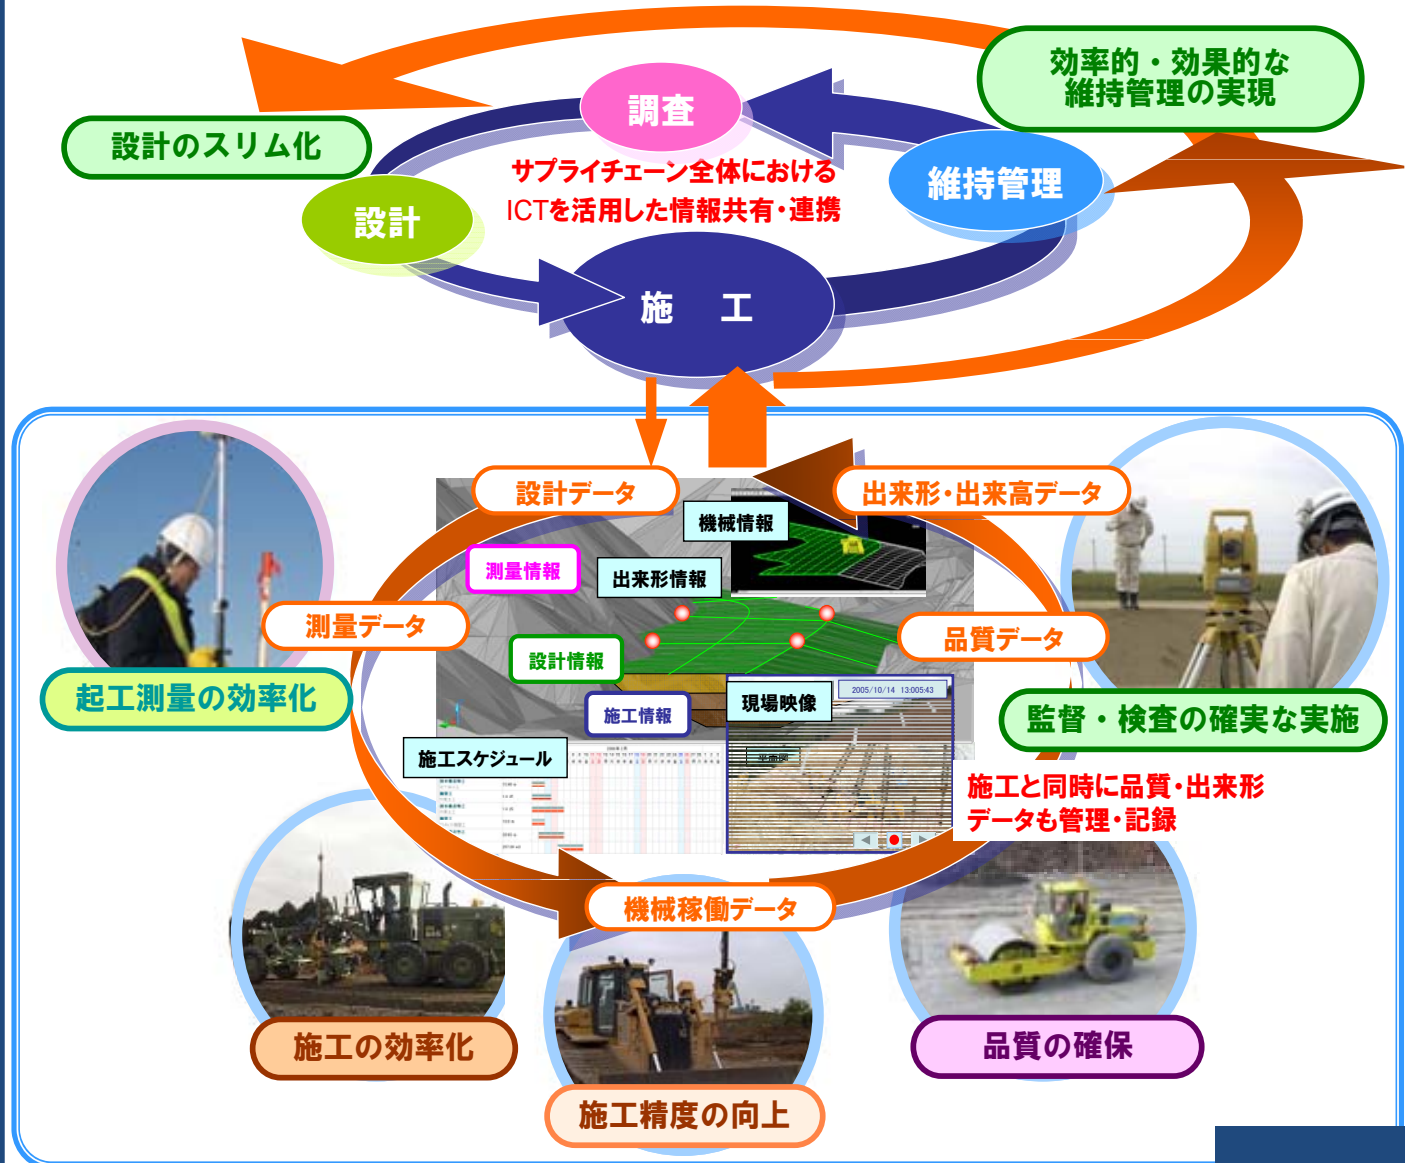 効率的・効果的な
維持管理の実現
調査
設計のスリム化
サプライチェーン全体における
ICTを活用した情報共有・連携
維持管理
設計
施　工
設計データ
出来形・出来高データ
機械情報
測量情報
出来形情報
測量データ
品質データ
設計情報
起工測量の効率化
2005/10/14 13:005:43
現場映像
施工情報
監督・検査の確実な実施
施工スケジュール
平面図
施工と同時に品質・出来形
データも管理・記録
機械稼働データ
施工の効率化
品質の確保
施工精度の向上